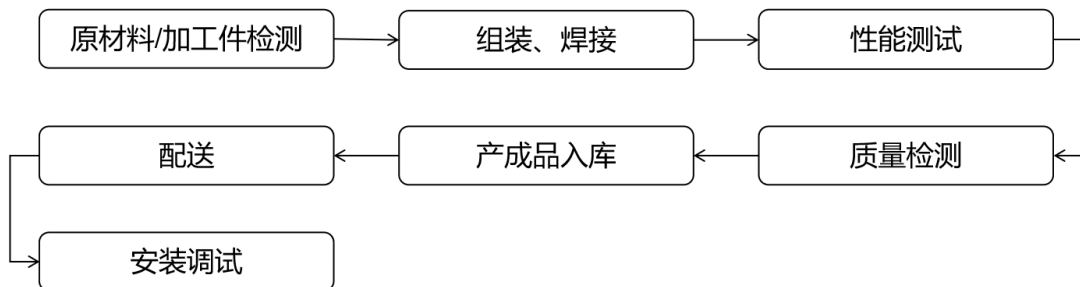 原材料/加工件检测
组装、焊接
性能测试
配送
产成品入库
质量检测
安装调试